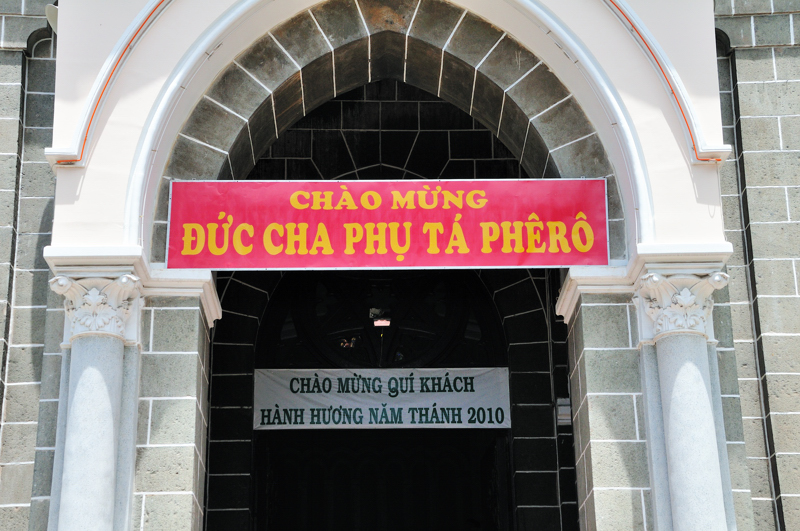 CHÀO MỪNG
ĐỨC CHA PHỤ TÁ PHÊRÔ
CHÀO MỪNG QUÍ KHÁCH
HÀNH HƯƠNG NĂM THÁNH 2010